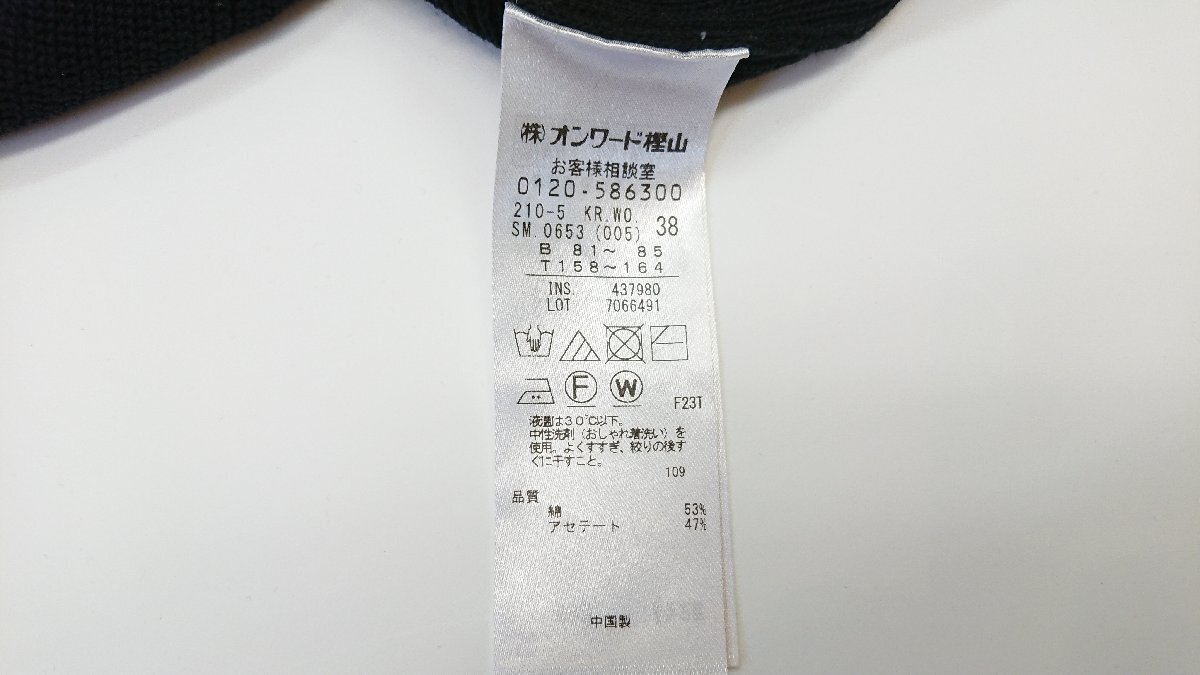 (株)オンワード樫山
お客様相談室
0120-586300
210-5 KR.WO. 38
SM.0653 (005)
B 81〜 85
T158〜164
INS. 437980
LOT 7066491
F W
F23T
液温は30℃以下。
中性洗剤（おしゃれ着洗い）を
使用。よくすすぎ、絞りの後す
ぐに干すこと。
109
品質
綿 53%
アセテート 47%
中国製